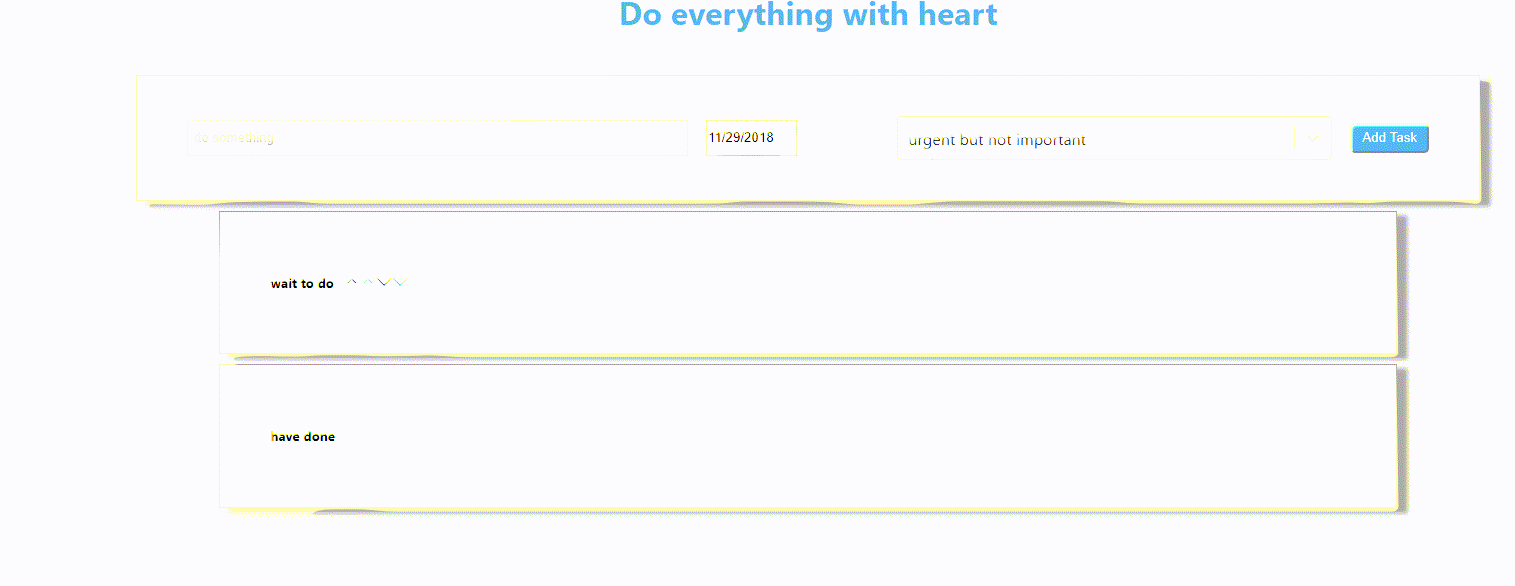 Do everything with heart
do something
11/29/2018
urgent but not important
Add Task
wait to do
have done